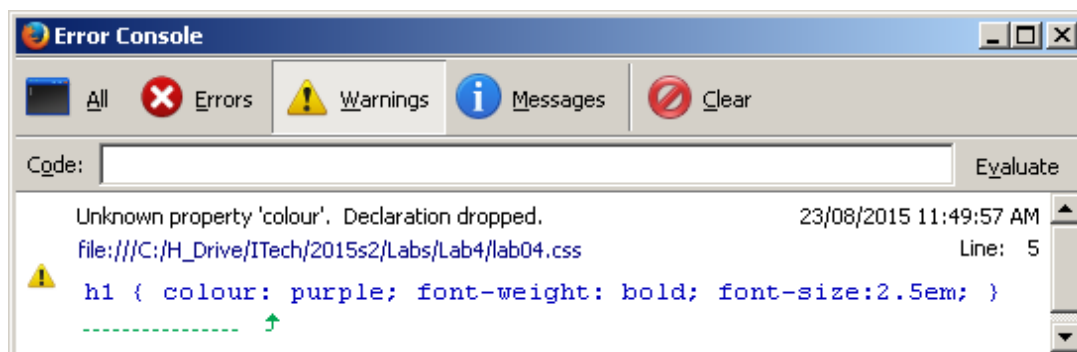 Error Console
All Errors Warnings Messages Clear
Code: Evaluate
Unknown property 'colour'. Declaration dropped. 23/08/2015 11:49:57 AM
file:///C:/H_Drive/ITech/2015s2/Labs/Lab4/lab04.css Line: 5
h1 { colour: purple; font-weight: bold; font-size:2.5em; }